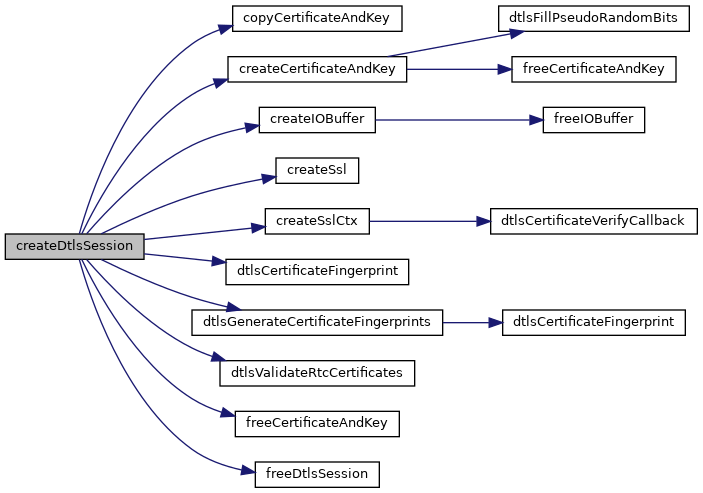 copyCertificateAndKey
dtlsFillPseudoRandomBits
createCertificateAndKey
freeCertificateAndKey
createIOBuffer
freeIOBuffer
createSsl
createSslCtx
dtlsCertificateVerifyCallback
createDtlsSession
dtlsCertificateFingerprint
dtlsGenerateCertificateFingerprints
dtlsCertificateFingerprint
dtlsValidateRtcCertificates
freeCertificateAndKey
freeDtlsSession